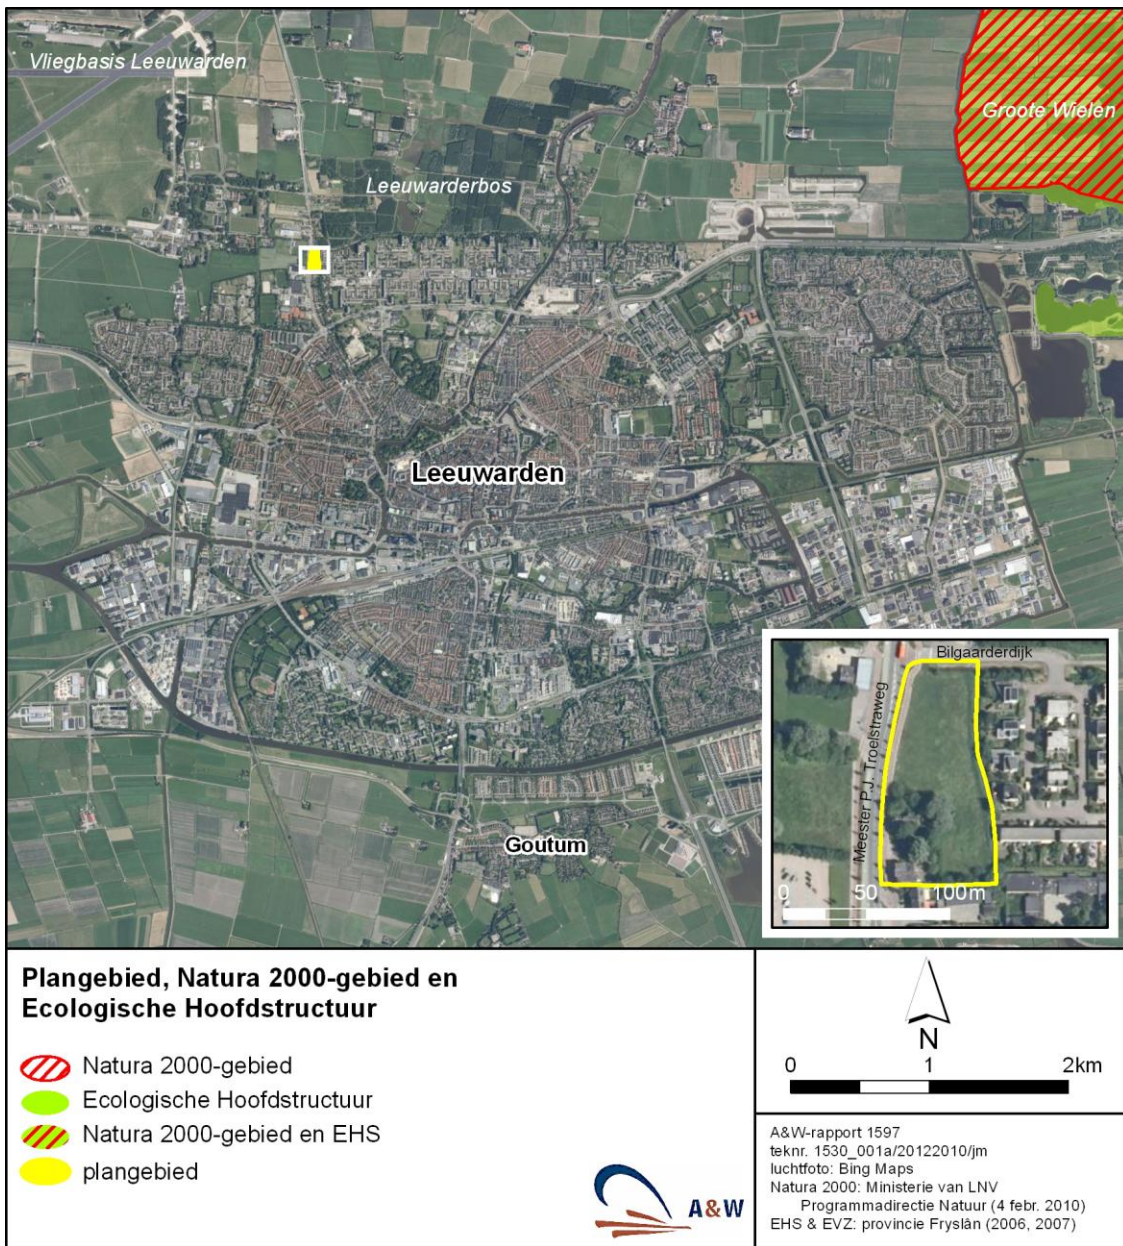 Vliegbasis Leeuwarden
Groote Wielen
Leeuwarderbos
Leeuwarden
Goutum
Bilgaarderdijk
Meester P.J. Troelstraweg
0 50 100m
Plangebied, Natura 2000-gebied en
Ecologische Hoofdstructuur
Natura 2000-gebied
Ecologische Hoofdstructuur
Natura 2000-gebied en EHS
plangebied
A&W
N
0 1 2km
A&W-rapport 1597
teknr. 1530_001a/20122010/jm
luchtfoto: Bing Maps
Natura 2000: Ministerie van LNV
Programmadirectie Natuur (4 febr. 2010)
EHS & EVZ: provincie Fryslân (2006, 2007)